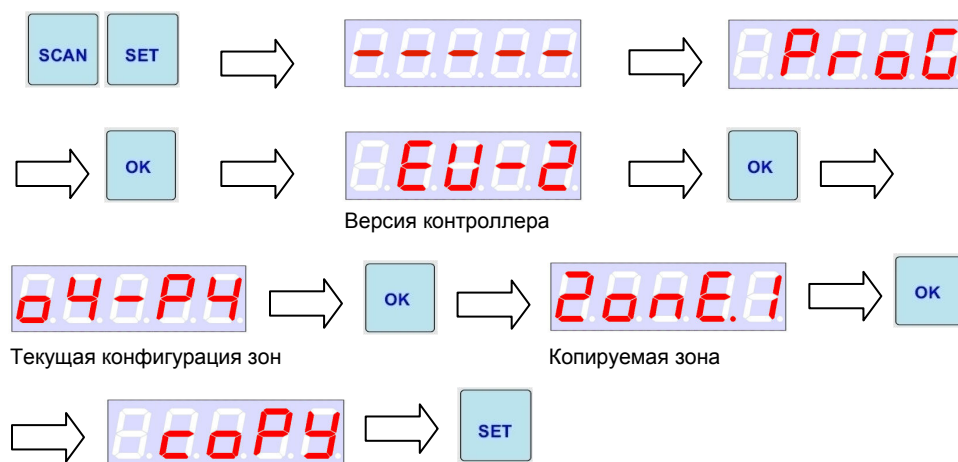 SCAN SET ----- ProG
OK EU-2 OK
Версия контроллера
o4-P4 OK 2onE.1 OK
Текущая конфигурация зон Копируемая зона
coPY SET